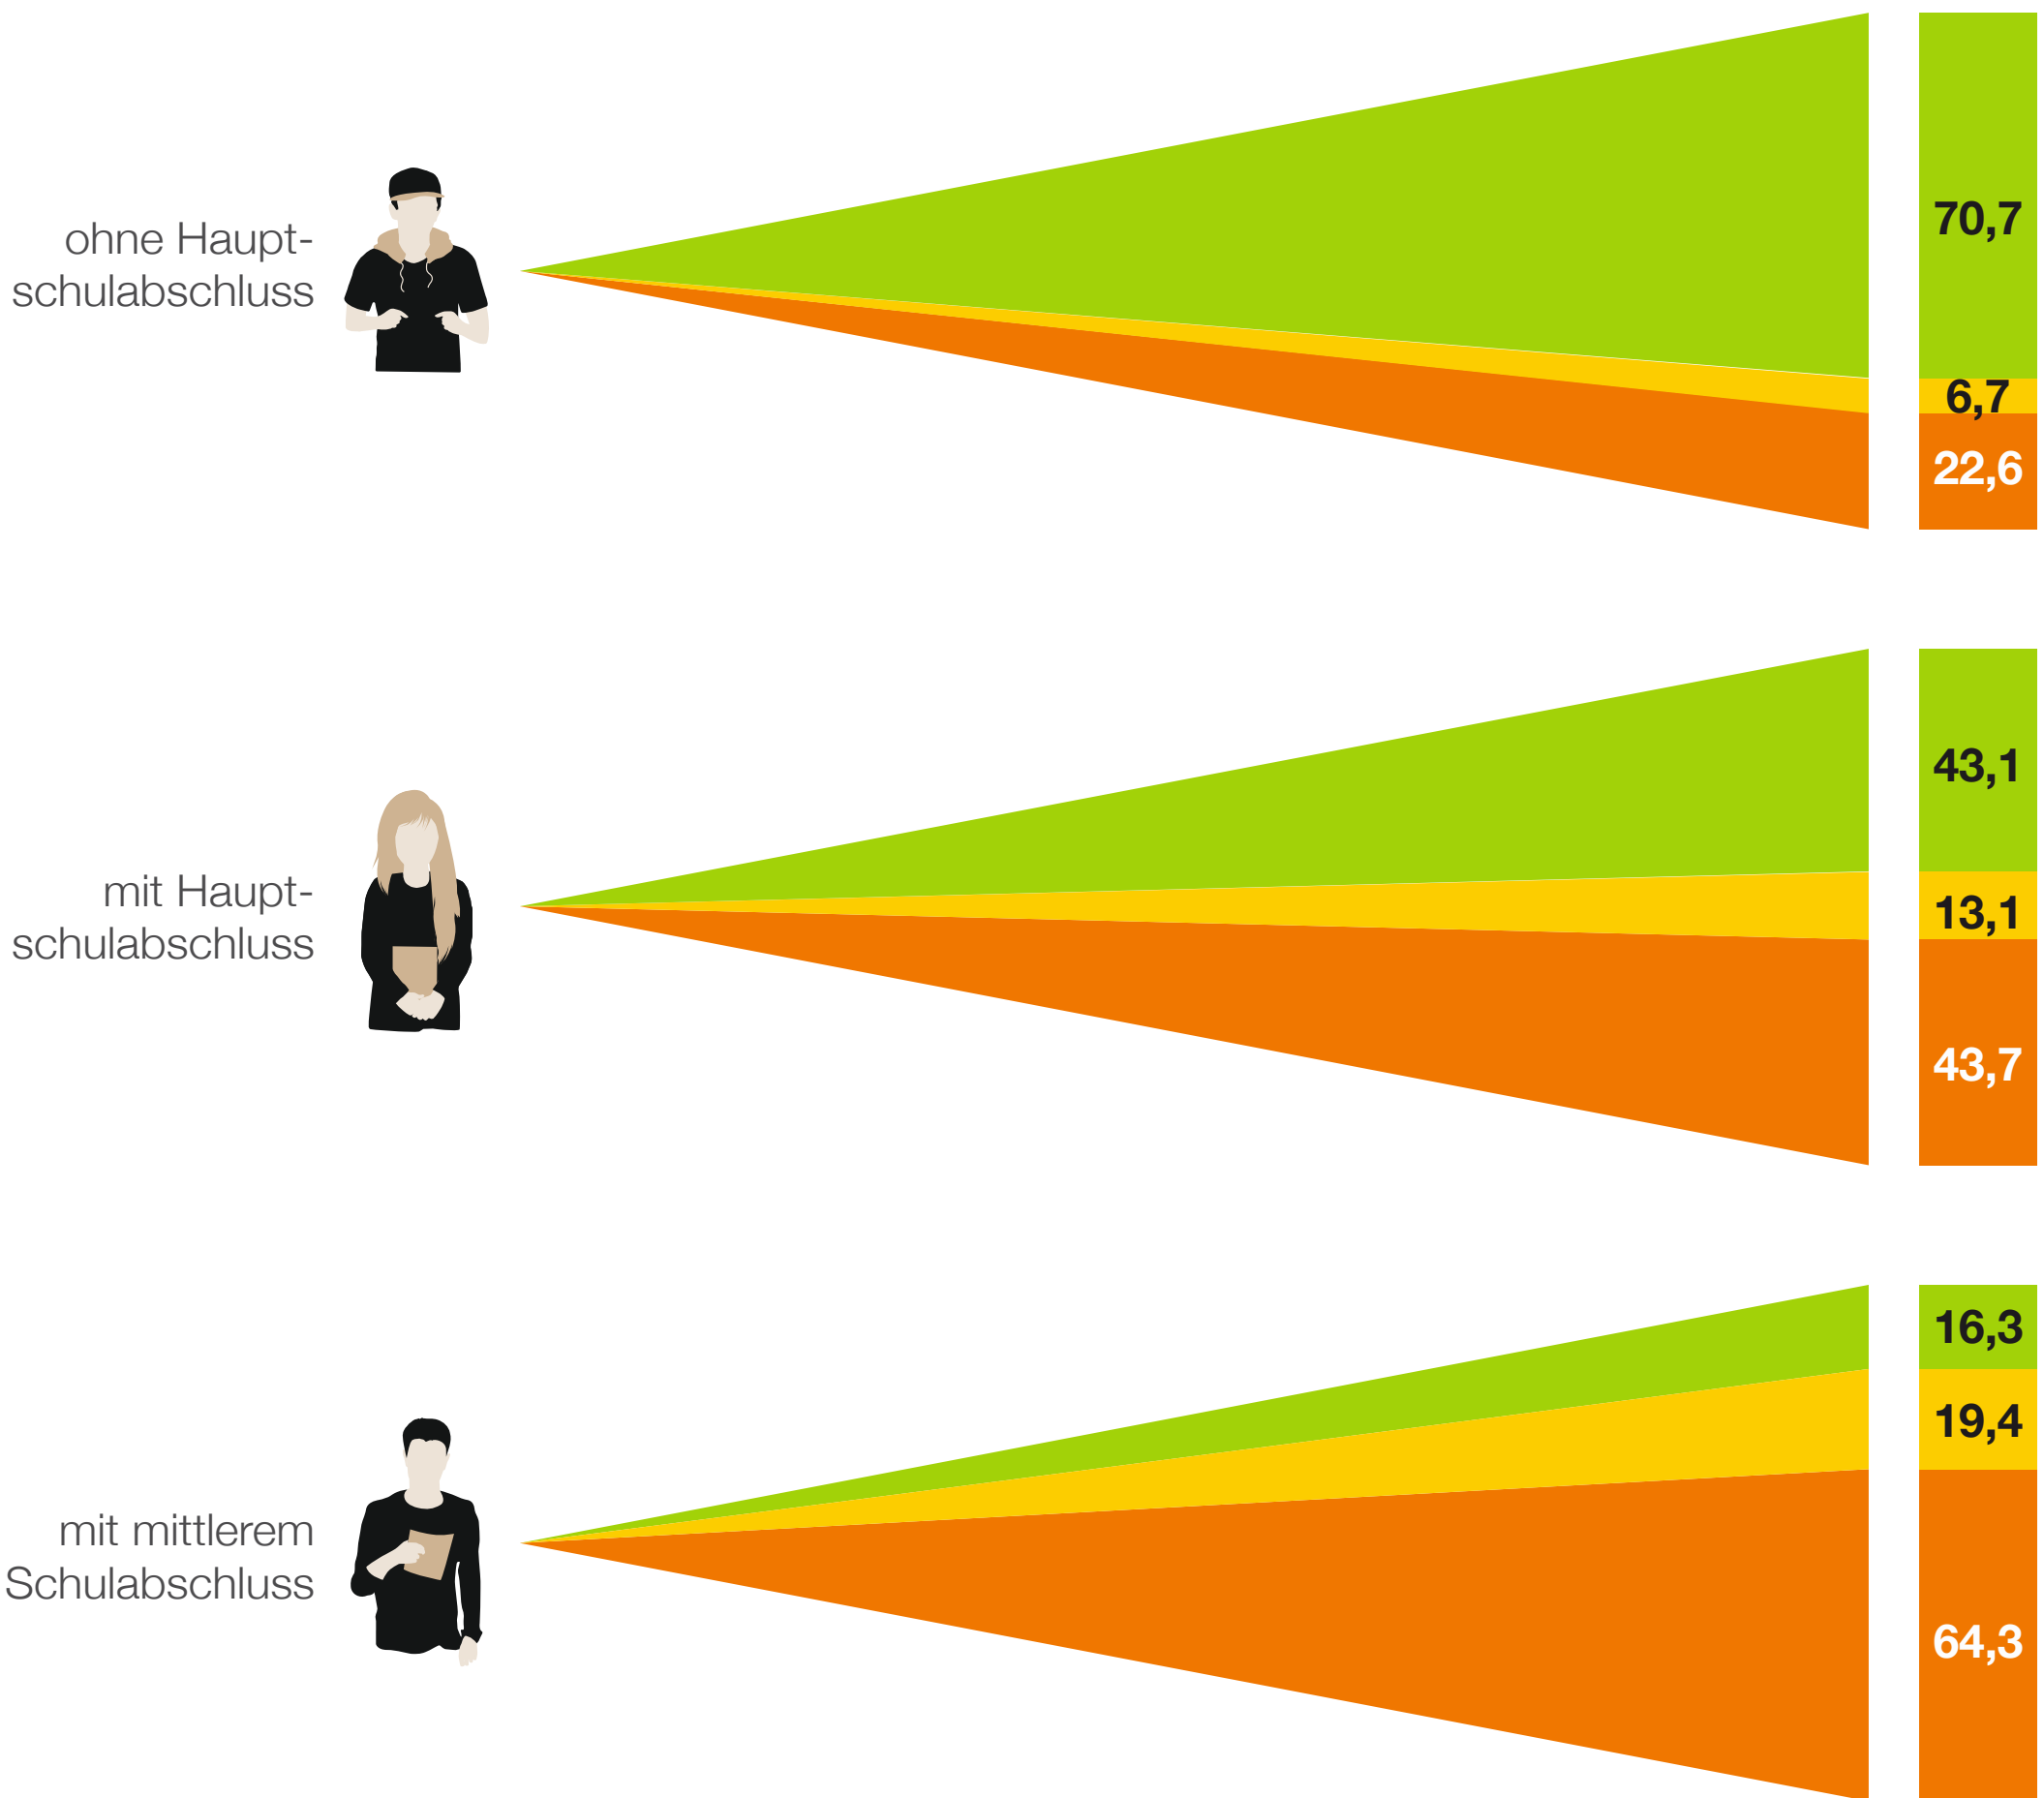 70,7
ohne Haupt-
schulabschluss
6,7
22,6
43,1
mit Haupt-
schulabschluss
13,1
43,7
16,3
19,4
mit mittlerem
Schulabschluss
64,3